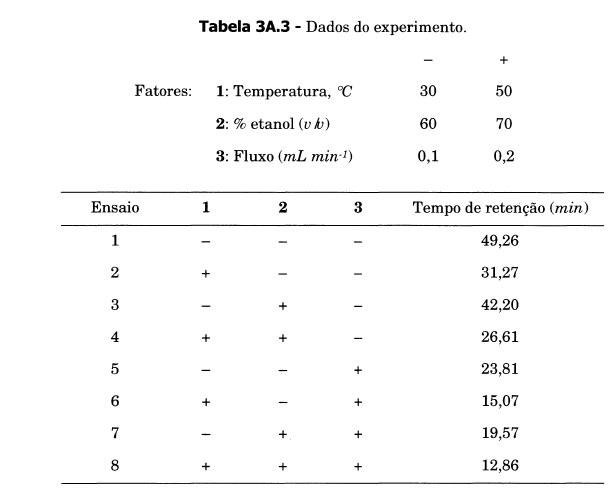 Tabela 3A.3 - Dados do experimento.
− +
Fatores: 1: Temperatura, °C 30 50
2: % etanol (v/v) 60 70
3: Fluxo (mL min-1) 0,1 0,2
Ensaio 1 2 3 Tempo de retenção (min)
1 − − − 49,26
2 + − − 31,27
3 − + − 42,20
4 + + − 26,61
5 − − + 23,81
6 + − + 15,07
7 − + + 19,57
8 + + + 12,86